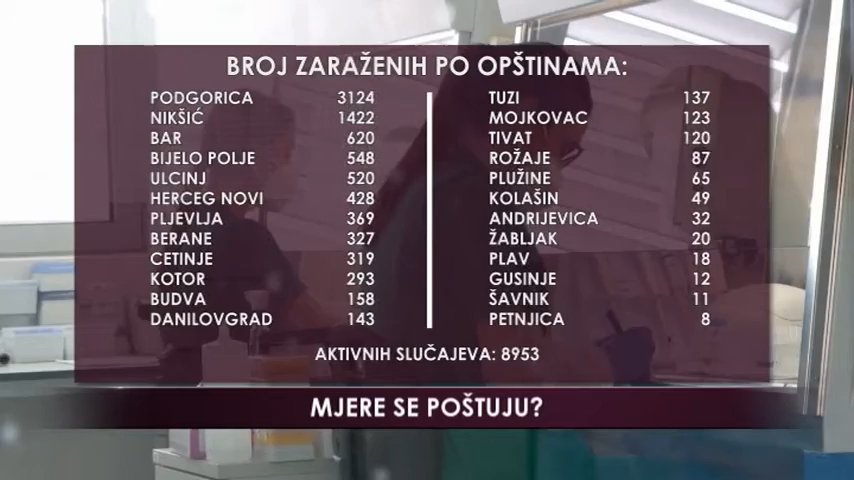 BROJ ZARAŽENIH PO OPŠTINAMA:
PODGORICA 3124
NIKŠIĆ 1422
BAR 620
BIJELO POLJE 548
ULCINJ 520
HERCEG NOVI 428
PLJEVLJA 369
BERANE 327
CETINJE 319
KOTOR 293
BUDVA 158
DANILOVGRAD 143
TUZI 137
MOJKOVAC 123
TIVAT 120
ROŽAJE 87
PLUŽINE 65
KOLAŠIN 49
ANDRIJEVICA 32
ŽABLJAK 20
PLAV 18
GUSINJE 12
ŠAVNIK 11
PETNJICA 8
AKTIVNIH SLUČAJEVA: 8953
MJERE SE POŠTUJU?